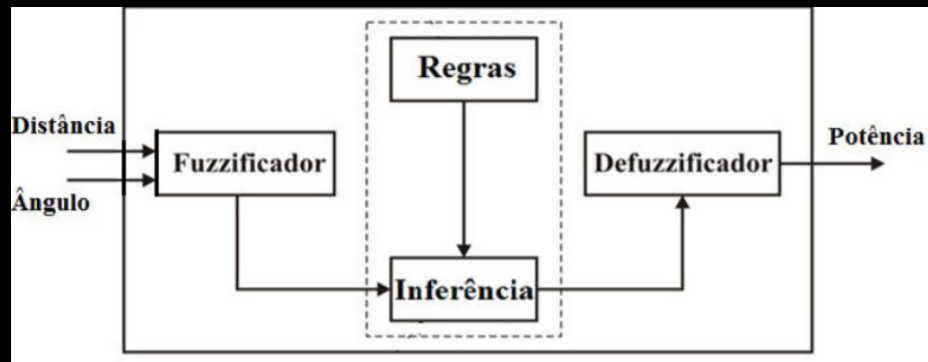 Regras
Distância
Fuzzificador
Defuzzificador
Potência
Ângulo
Inferência